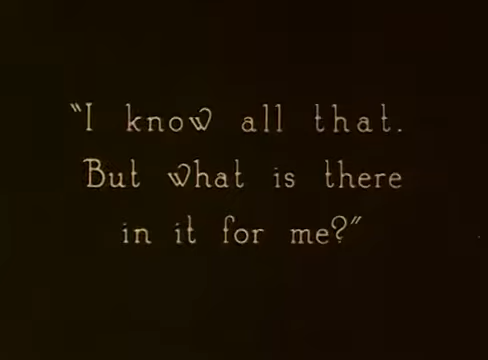 "I know all that.
But what is there
in it for me?"